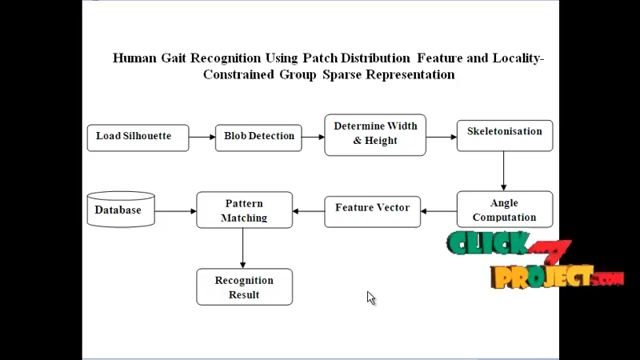 Human Gait Recognition Using Patch Distribution Feature and Locality-
Constrained Group Sparse Representation
Load Silhouette
Blob Detection
Determine Width
& Height
Skeletonisation
Database
Pattern
Matching
Feature Vector
Angle
Computation
CLICK
MY
PROJECT.COM
Recognition
Result